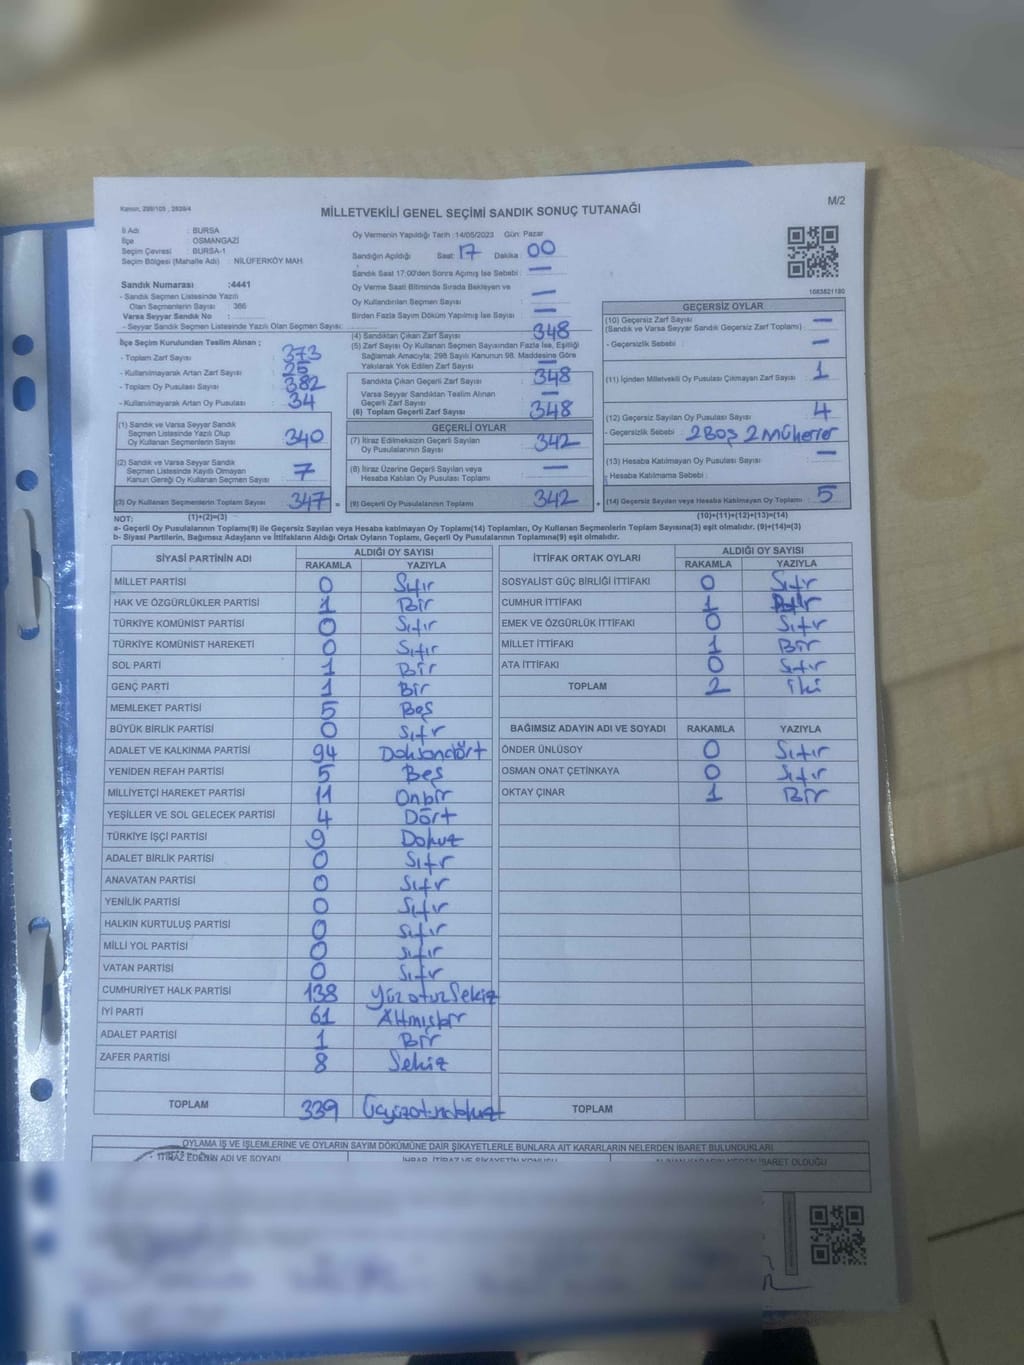 Kanun, 298/105 , 2839/4
MİLLETVEKİLİ GENEL SEÇİMİ SANDIK SONUÇ TUTANAĞI
M/2
İl Adı : BURSA
İlçe : OSMANGAZİ
Seçim Çevresi : BURSA-1
Seçim Bölgesi (Mahalle Adı) : NİLÜFERKÖY MAH.
Sandık Numarası :4441
- Sandık Seçmen Listesinde Yazılı
Olan Seçmenlerin Sayısı : 366
Varsa Seyyar Sandık No :
- Seyyar Sandık Seçmen Listesinde Yazılı Olan Seçmen Sayısı:
İlçe Seçim Kurulundan Teslim Alınan ;
- Toplam Zarf Sayısı : 373
- Kullanılmayarak Artan Zarf Sayısı : 25
- Toplam Oy Pusulası Sayısı : 382
- Kullanılmayarak Artan Oy Pusulası : 34
(1) Sandık ve Varsa Seyyar Sandık
Seçmen Listesinde Yazılı Olup
Oy Kullanan Seçmenlerin Sayısı : 340
(2) Sandık ve Varsa Seyyar Sandık
Seçmen Listesinde Kayıtlı Olmayan
Kanun Gereği Oy Kullanan Seçmen Sayısı : 7
(3) Oy Kullanan Seçmenlerin Toplam Sayısı : 347 =
Oy Vermenin Yapıldığı Tarih :14/05/2023 Gün: Pazar
Sandığın Açıldığı Saat: 17 Dakika : 00
Sandık Saat 17:00'den Sonra Açmış İse Sebebi : —
Oy Verme Saati Bitiminde Sırada Bekleyen ve
Oy Kullandırılan Seçmen Sayısı : —
Birden Fazla Sayım Döküm Yapılmış İse Sayısı : —
(4) Sandıktan Çıkan Zarf Sayısı : 348
(5) Zarf Sayısı Oy Kullanan Seçmen Sayısından Fazla İse, Eşitliği
Sağlamak Amacıyla; 298 Sayılı Kanunun 98. Maddesine Göre
Yakılarak Yok Edilen Zarf Sayısı : —
Sandıkta Çıkan Geçerli Zarf Sayısı : 348
Varsa Seyyar Sandıktan Teslim Alınan
Geçerli Zarf Sayısı : —
(6) Toplam Geçerli Zarf Sayısı : 348
GEÇERLİ OYLAR
(7) İtiraz Edilmeksizin Geçerli Sayılan
Oy Pusulasının Sayısı : 342
(8) İtiraz Üzerine Geçerli Sayılan veya
Hesaba Katılan Oy Pusulası Toplamı : —
(9) Geçerli Oy Pusulalarının Toplamı : 342 +
1083821180
GEÇERSİZ OYLAR
(10) Geçersiz Zarf Sayısı : —
(Sandık ve Varsa Seyyar Sandık Geçersiz Zarf Toplamı)
- Geçersizlik Sebebi : —
(11) İçinden Milletvekili Oy Pusulası Çıkmayan Zarf Sayısı : 1
(12) Geçersiz Sayılan Oy Pusulası Sayısı : 4
- Geçersizlik Sebebi : 2 Boş 2 Mükerrer
(13) Hesaba Katılmayan Oy Pusulası Sayısı : —
- Hesaba Katılmama Sebebi :
(14) Geçersiz Sayılan veya Hesaba Katılmayan Oy Toplamı : 5
NOT: (1)+(2)=(3) (10)+(11)+(12)+(13)=(14)
a- Geçerli Oy Pusulalarının Toplamı(9) ile Geçersiz Sayılan veya Hesaba katılmayan Oy Toplamı(14) Toplamları, Oy Kullanan Seçmenlerin Toplam Sayısına(3) eşit olmalıdır. (9)+(14)=(3)
b- Siyasi Partilerin, Bağımsız Adayların ve İttifakların Aldığı Ortak Oyların Toplamı, Geçerli Oy Pusulalarının Toplamına(9) eşit olmalıdır.
SİYASİ PARTİNİN ADI ALDIĞI OY SAYISI
RAKAMLA YAZIYLA
MİLLET PARTİSİ 0 Sıfır
HAK VE ÖZGÜRLÜKLER PARTİSİ 1 Bir
TÜRKİYE KOMÜNİST PARTİSİ 0 Sıfır
TÜRKİYE KOMÜNİST HAREKETİ 0 Sıfır
SOL PARTİ 1 Bir
GENÇ PARTİ 1 Bir
MEMLEKET PARTİSİ 5 Beş
BÜYÜK BİRLİK PARTİSİ 0 Sıfır
ADALET VE KALKINMA PARTİSİ 94 Doksandört
YENİDEN REFAH PARTİSİ 5 Beş
MİLLİYETÇİ HAREKET PARTİSİ 11 Onbir
YEŞİLLER VE SOL GELECEK PARTİSİ 4 Dört
TÜRKİYE İŞÇİ PARTİSİ 9 Dokuz
ADALET BİRLİK PARTİSİ 0 Sıfır
ANAVATAN PARTİSİ 0 Sıfır
YENİLİK PARTİSİ 0 Sıfır
HALKIN KURTULUŞ PARTİSİ 0 Sıfır
MİLLİ YOL PARTİSİ 0 Sıfır
VATAN PARTİSİ 0 Sıfır
CUMHURİYET HALK PARTİSİ 138 Yüzotuzsekiz
İYİ PARTİ 61 Altmışbir
ADALET PARTİSİ 1 Bir
ZAFER PARTİSİ 8 Sekiz
TOPLAM 339 Üçyüzotuzdokuz
İTTİFAK ORTAK OYLARI ALDIĞI OY SAYISI
RAKAMLA YAZIYLA
SOSYALİST GÜÇ BİRLİĞİ İTTİFAKI 0 Sıfır
CUMHUR İTTİFAKI 1 Bir
EMEK VE ÖZGÜRLÜK İTTİFAKI 0 Sıfır
MİLLET İTTİFAKI 1 Bir
ATA İTTİFAKI 0 Sıfır
TOPLAM 2 İki
BAĞIMSIZ ADAYIN ADI VE SOYADI RAKAMLA YAZIYLA
ÖNDER ÜNLÜSOY 0 Sıfır
OSMAN ONAT ÇETİNKAYA 0 Sıfır
OKTAY ÇINAR 1 Bir
TOPLAM
OYLAMA İŞ VE İŞLEMLERİNE VE OYLARIN SAYIM DÖKÜMÜNE DAİR ŞİKAYETLERLE BUNLARA AİT KARARLARIN NELERDEN İBARET BULUNDUKLARI
İTİRAZ EDENİN ADI VE SOYADI